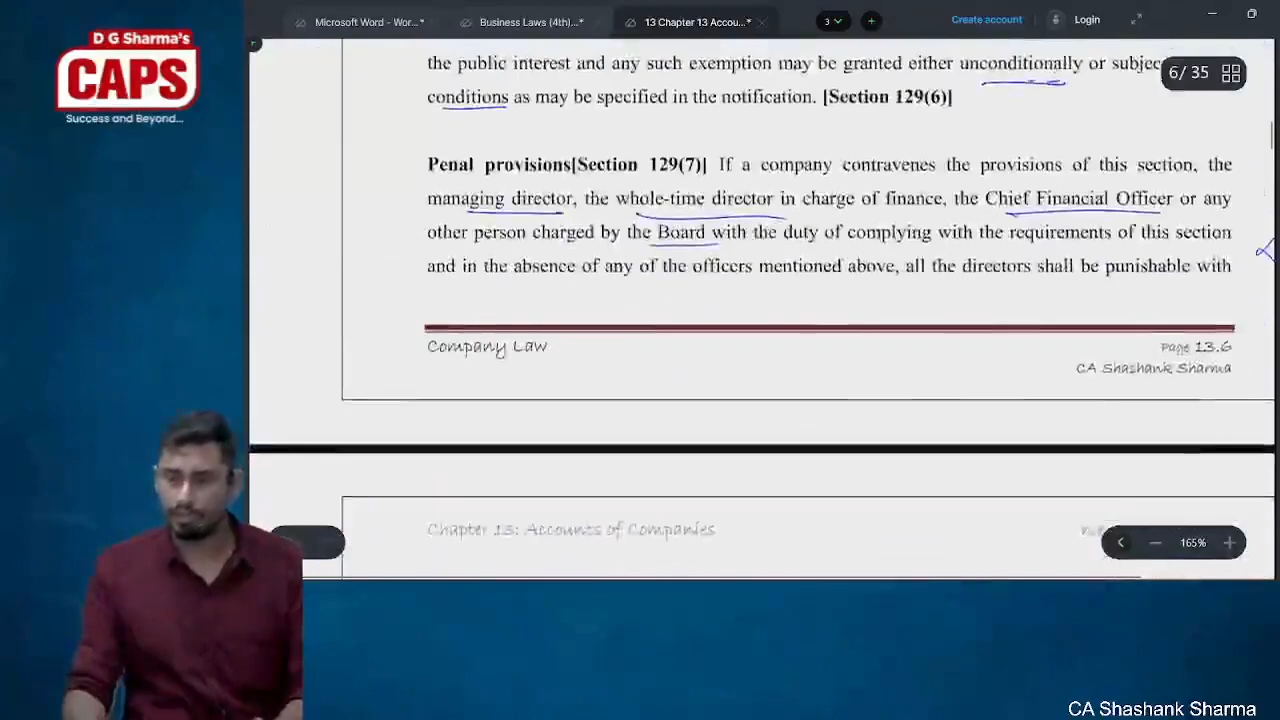 D G Sharma's
CAPS
Success and Beyond...
Microsoft Word - Wor...*
Business Laws (4th)...*
13 Chapter 13 Accou...*
3
Create account
Login
6/35
the public interest and any such exemption may be granted either unconditionally or subjec
conditions as may be specified in the notification. [Section 129(6)]
Penal provisions[Section 129(7)] If a company contravenes the provisions of this section, the
managing director, the whole-time director in charge of finance, the Chief Financial Officer or any
other person charged by the Board with the duty of complying with the requirements of this section
and in the absence of any of the officers mentioned above, all the directors shall be punishable with
Company Law
Page 13.6
CA Shashank Sharma
Chapter 13: Accounts of Companies
165%
CA Shashank Sharma